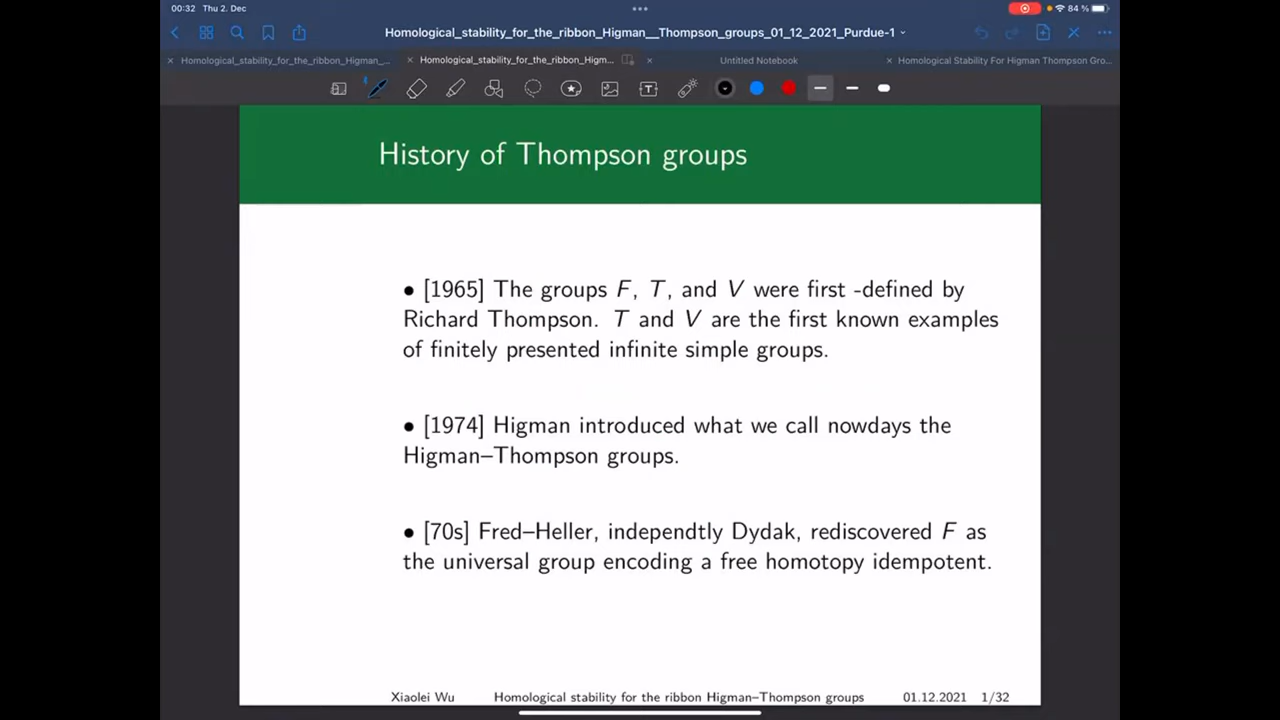 00:32 Thu 2. Dec
84 %
Homological_stability_for_the_ribbon_Higman__Thompson_groups_01_12_2021_Purdue-1
Homological_stability_for_the_ribbon_Higman_... Homological_stability_for_the_ribbon_Higm... Untitled Notebook Homological Stability For Higman Thompson Gro...
History of Thompson groups
• [1965] The groups F, T, and V were first -defined by
Richard Thompson. T and V are the first known examples
of finitely presented infinite simple groups.
• [1974] Higman introduced what we call nowdays the
Higman–Thompson groups.
• [70s] Fred–Heller, independtly Dydak, rediscovered F as
the universal group encoding a free homotopy idempotent.
Xiaolei Wu Homological stability for the ribbon Higman–Thompson groups 01.12.2021 1/32